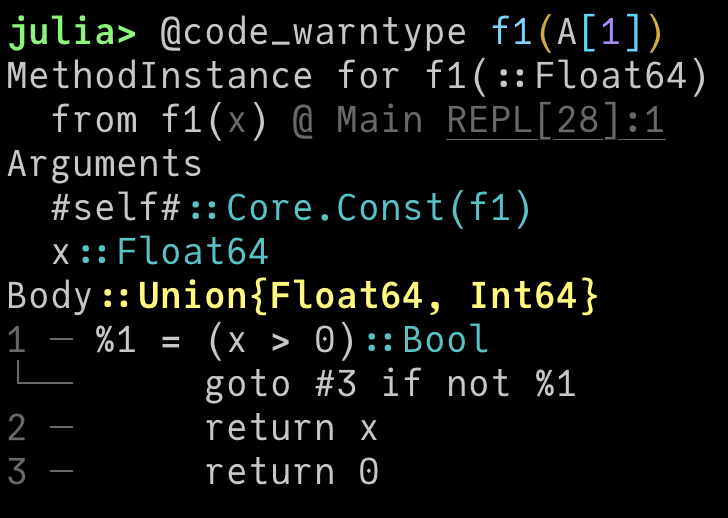 julia> @code_warntype f1(A[1])
MethodInstance for f1(::Float64)
  from f1(x) @ Main REPL[28]:1
Arguments
  #self#::Core.Const(f1)
  x::Float64
Body::Union{Float64, Int64}
1 ─ %1 = (x > 0)::Bool
└──      goto #3 if not %1
2 ─      return x
3 ─      return 0